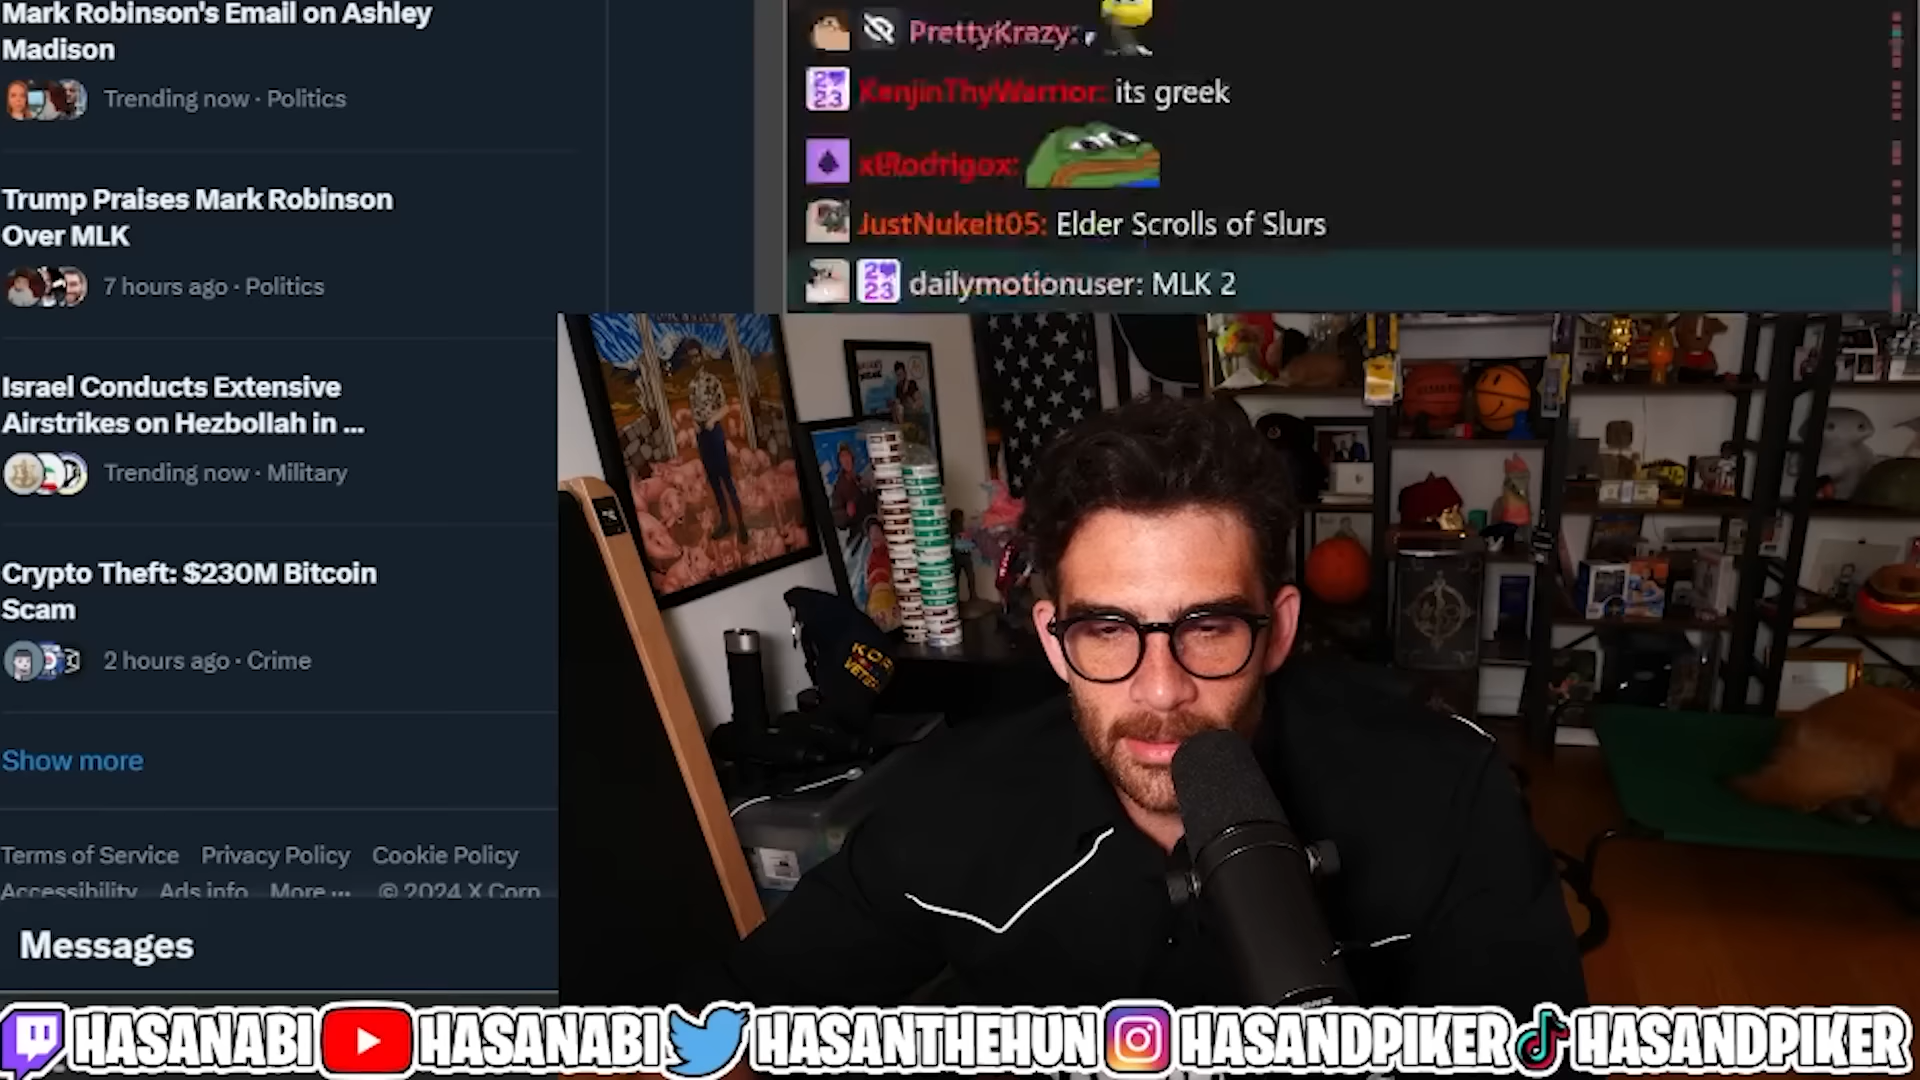 Mark Robinson's Email on Ashley
Madison
Trending now · Politics
Trump Praises Mark Robinson
Over MLK
7 hours ago · Politics
Israel Conducts Extensive
Airstrikes on Hezbollah in ...
Trending now · Military
Crypto Theft: $230M Bitcoin
Scam
2 hours ago · Crime
Show more
Terms of Service Privacy Policy Cookie Policy
Accessibility Ads info More ··· © 2024 X Corp
Messages
PrettyKrazy:
KenjinThyWarrior: its greek
JustNukeIt05: Elder Scrolls of Slurs
dailymotionuser: MLK 2
HASANABI HASANABI HASANTHEHUN HASANDPIKER HASANDPIKER